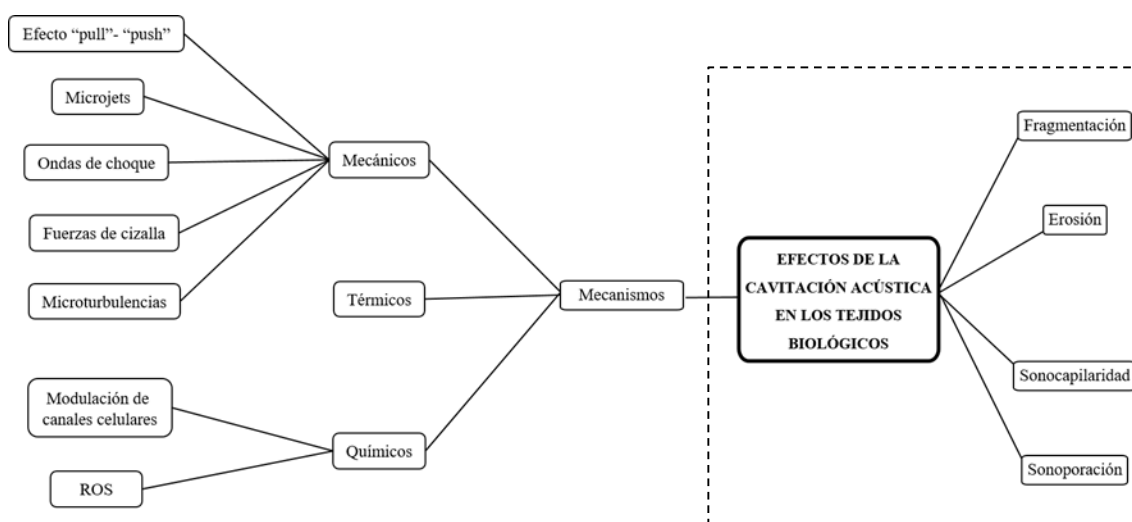 Efecto “pull”- “push”
Microjets
Ondas de choque
Fuerzas de cizalla
Microturbulencias
Modulación de
canales celulares
ROS
Mecánicos
Térmicos
Químicos
Mecanismos
EFECTOS DE LA
CAVITACIÓN ACÚSTICA
EN LOS TEJIDOS
BIOLÓGICOS
Fragmentación
Erosión
Sonocapilaridad
Sonoporación